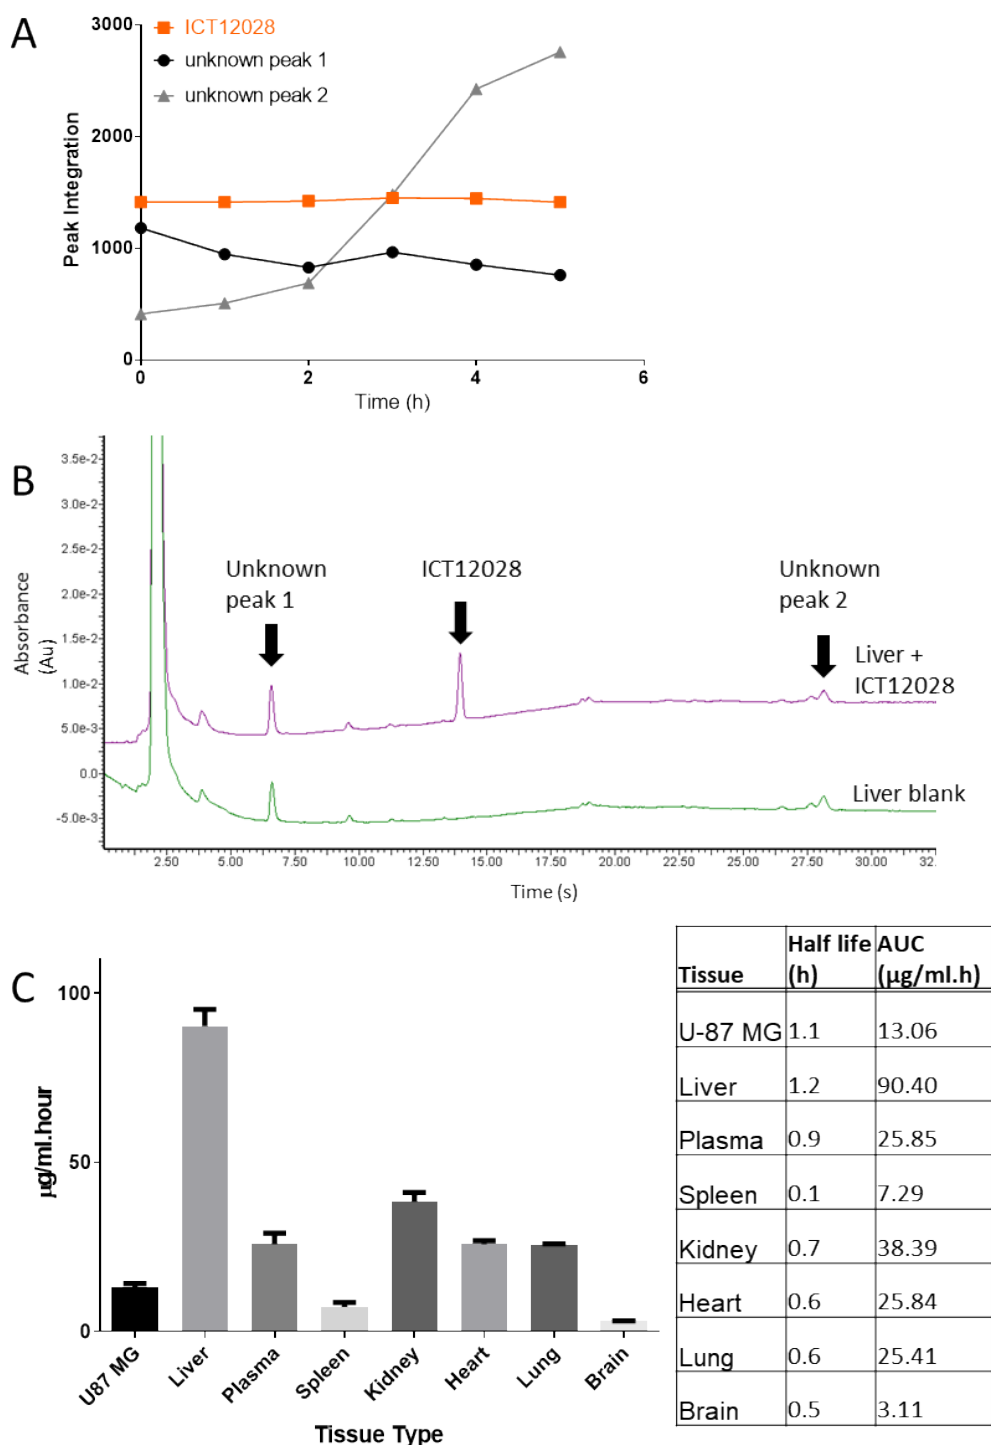 A
3000
ICT12028
unknown peak 1
unknown peak 2
2000
1000
0
Peak Integration
0
2
4
6
Time (h)
B
3.5e-2
3.0e-2
2.5e-2
2.0e-2
1.5e-2
1.0e-2
5.0e-3
0.0
-5.0e-3
Absorbance
(Au)
Unknown
peak 1
ICT12028
Unknown
peak 2
Liver +
ICT12028
Liver blank
2.50
5.00
7.50
10.00
12.50
15.00
17.50
20.00
22.50
25.00
27.50
30.00
32.
Time (s)
C
100
50
0
µg/ml.hour
U87 MG
Liver
Plasma
Spleen
Kidney
Heart
Lung
Brain
Tissue Type
Tissue Half life (h) AUC (µg/ml.h)
U-87 MG 1.1 13.06
Liver 1.2 90.40
Plasma 0.9 25.85
Spleen 0.1 7.29
Kidney 0.7 38.39
Heart 0.6 25.84
Lung 0.6 25.41
Brain 0.5 3.11